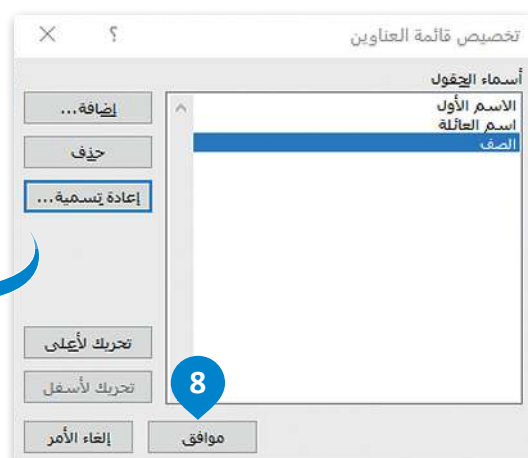 تخصيص قائمة العناوين
؟
أسماء الحقول
الاسم الأول
اسم العائلة
الصف
إضافة...
حذف
إعادة تسمية...
تحريك لأعلى
تحريك لأسفل
8
موافق
إلغاء الأمر